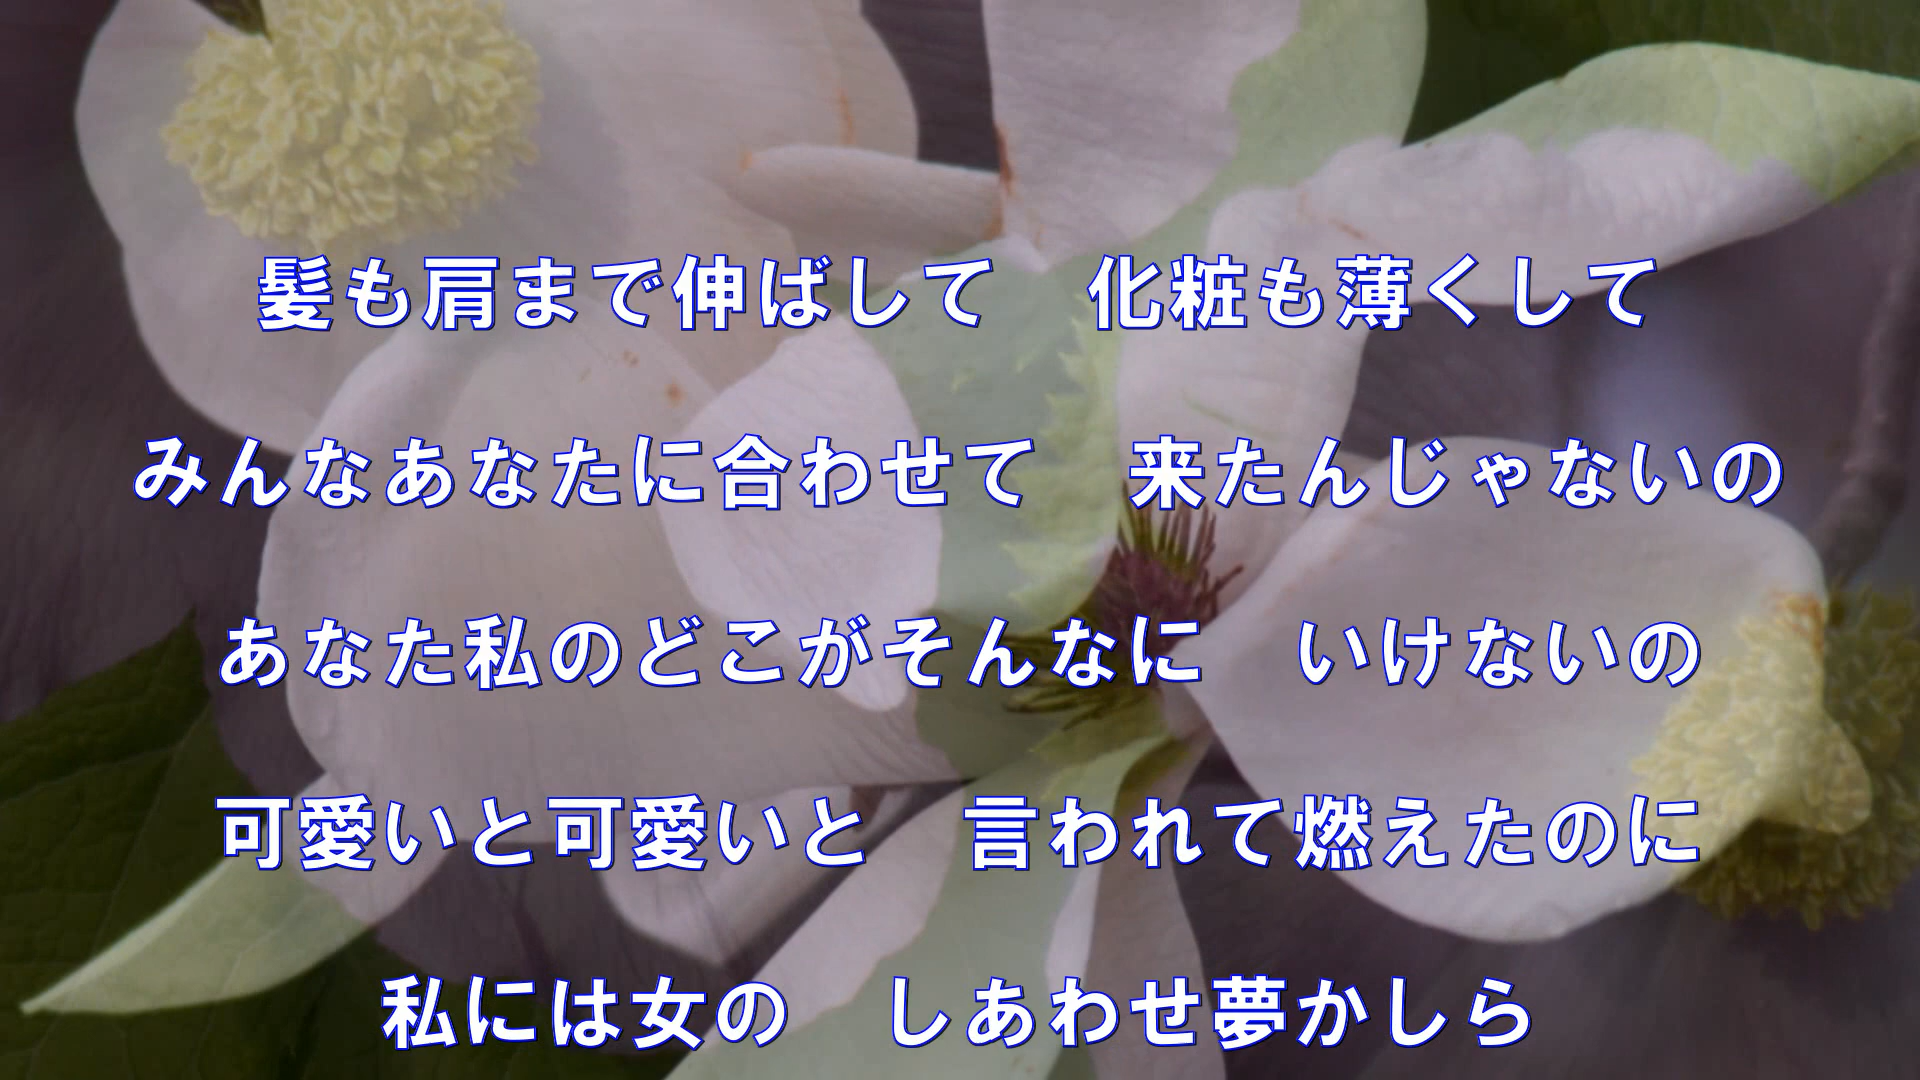 髪も肩まで伸ばして　化粧も薄くして
みんなあなたに合わせて　来たんじゃないの
あなた私のどこがそんなに　いけないの
可愛いと可愛いと　言われて燃えたのに
私には女の　しあわせ夢かしら